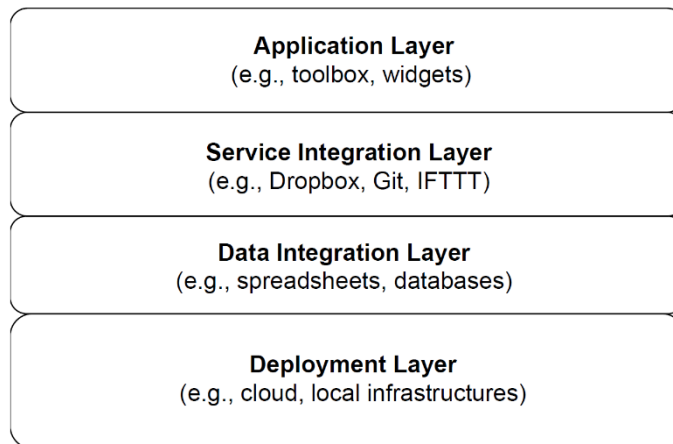 Application Layer
(e.g., toolbox, widgets)
Service Integration Layer
(e.g., Dropbox, Git, IFTTT)
Data Integration Layer
(e.g., spreadsheets, databases)
Deployment Layer
(e.g., cloud, local infrastructures)